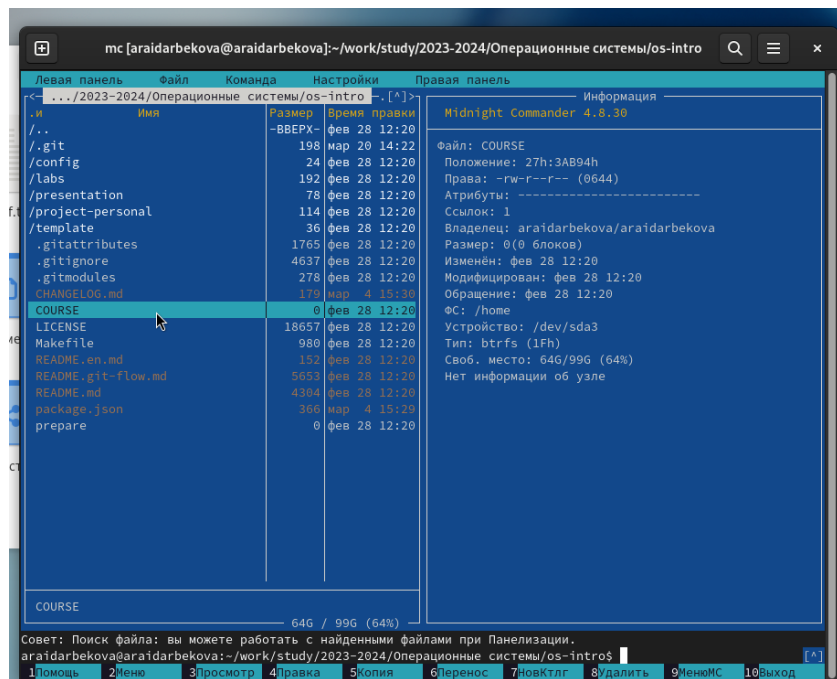 mc [araidarbekova@araidarbekova]:~/work/study/2023-2024/Операционные системы/os-intro
Левая панель Файл Команда Настройки Правая панель
<─ .../2023-2024/Операционные системы/os-intro ─.[^]>
.и Имя Размер Время правки
/.. -ВВЕРХ- фев 28 12:20
/.git 198 мар 20 14:22
/config 24 фев 28 12:20
/labs 192 фев 28 12:20
/presentation 78 фев 28 12:20
/project-personal 114 фев 28 12:20
/template 36 фев 28 12:20
.gitattributes 1765 фев 28 12:20
.gitignore 4637 фев 28 12:20
.gitmodules 278 фев 28 12:20
CHANGELOG.md 179 мар 4 15:30
COURSE 0 фев 28 12:20
LICENSE 18657 фев 28 12:20
Makefile 980 фев 28 12:20
README.en.md 152 фев 28 12:20
README.git-flow.md 5653 фев 28 12:20
README.md 4304 фев 28 12:20
package.json 366 мар 4 15:29
prepare 0 фев 28 12:20
COURSE
64G / 99G (64%)
Информация
Midnight Commander 4.8.30
Файл: COURSE
Положение: 27h:3AB94h
Права: -rw-r--r-- (0644)
Атрибуты: -------------------------
Ссылок: 1
Владелец: araidarbekova/araidarbekova
Размер: 0(0 блоков)
Изменён: фев 28 12:20
Модифицирован: фев 28 12:20
Обращение: фев 28 12:20
ФС: /home
Устройство: /dev/sda3
Тип: btrfs (1Fh)
Своб. место: 64G/99G (64%)
Нет информации об узле
Совет: Поиск файла: вы можете работать с найденными файлами при Панелизации.
araidarbekova@araidarbekova:~/work/study/2023-2024/Операционные системы/os-intro$ [^]
1Помощь 2Меню 3Просмотр 4Правка 5Копия 6Перенос 7НовКтлг 8Удалить 9МенюМС 10Выход